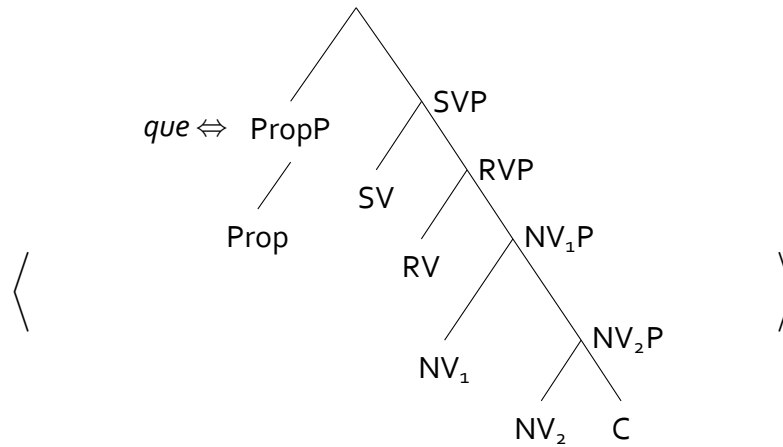 SVP
que ⇔ PropP
RVP
SV
Prop
NV₁P
RV
⟨ ⟩
NV₂P
NV₁
NV₂ C